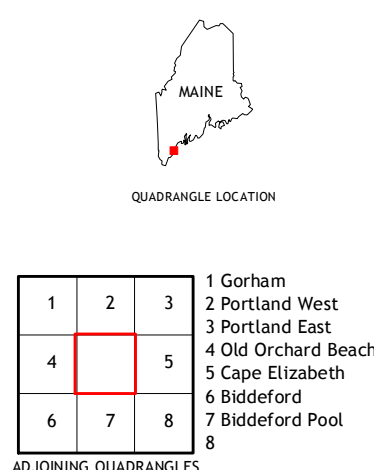 MAINE
QUADRANGLE LOCATION
1 2 3
4 5
6 7 8
1 Gorham
2 Portland West
3 Portland East
4 Old Orchard Beach
5 Cape Elizabeth
6 Biddeford
7 Biddeford Pool
8
ADJOINING QUADRANGLES